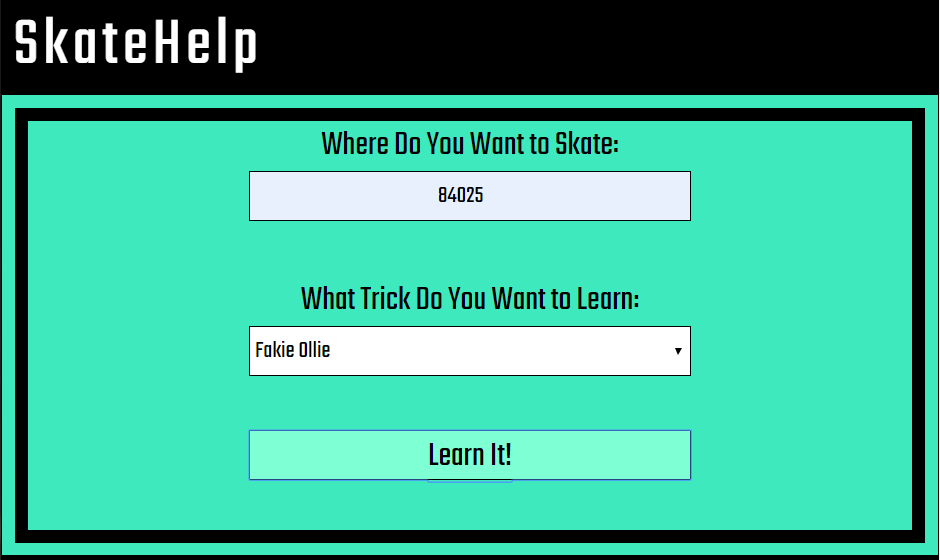 SkateHelp
Where Do You Want to Skate:
84025
What Trick Do You Want to Learn:
Fakie Ollie
Learn It!